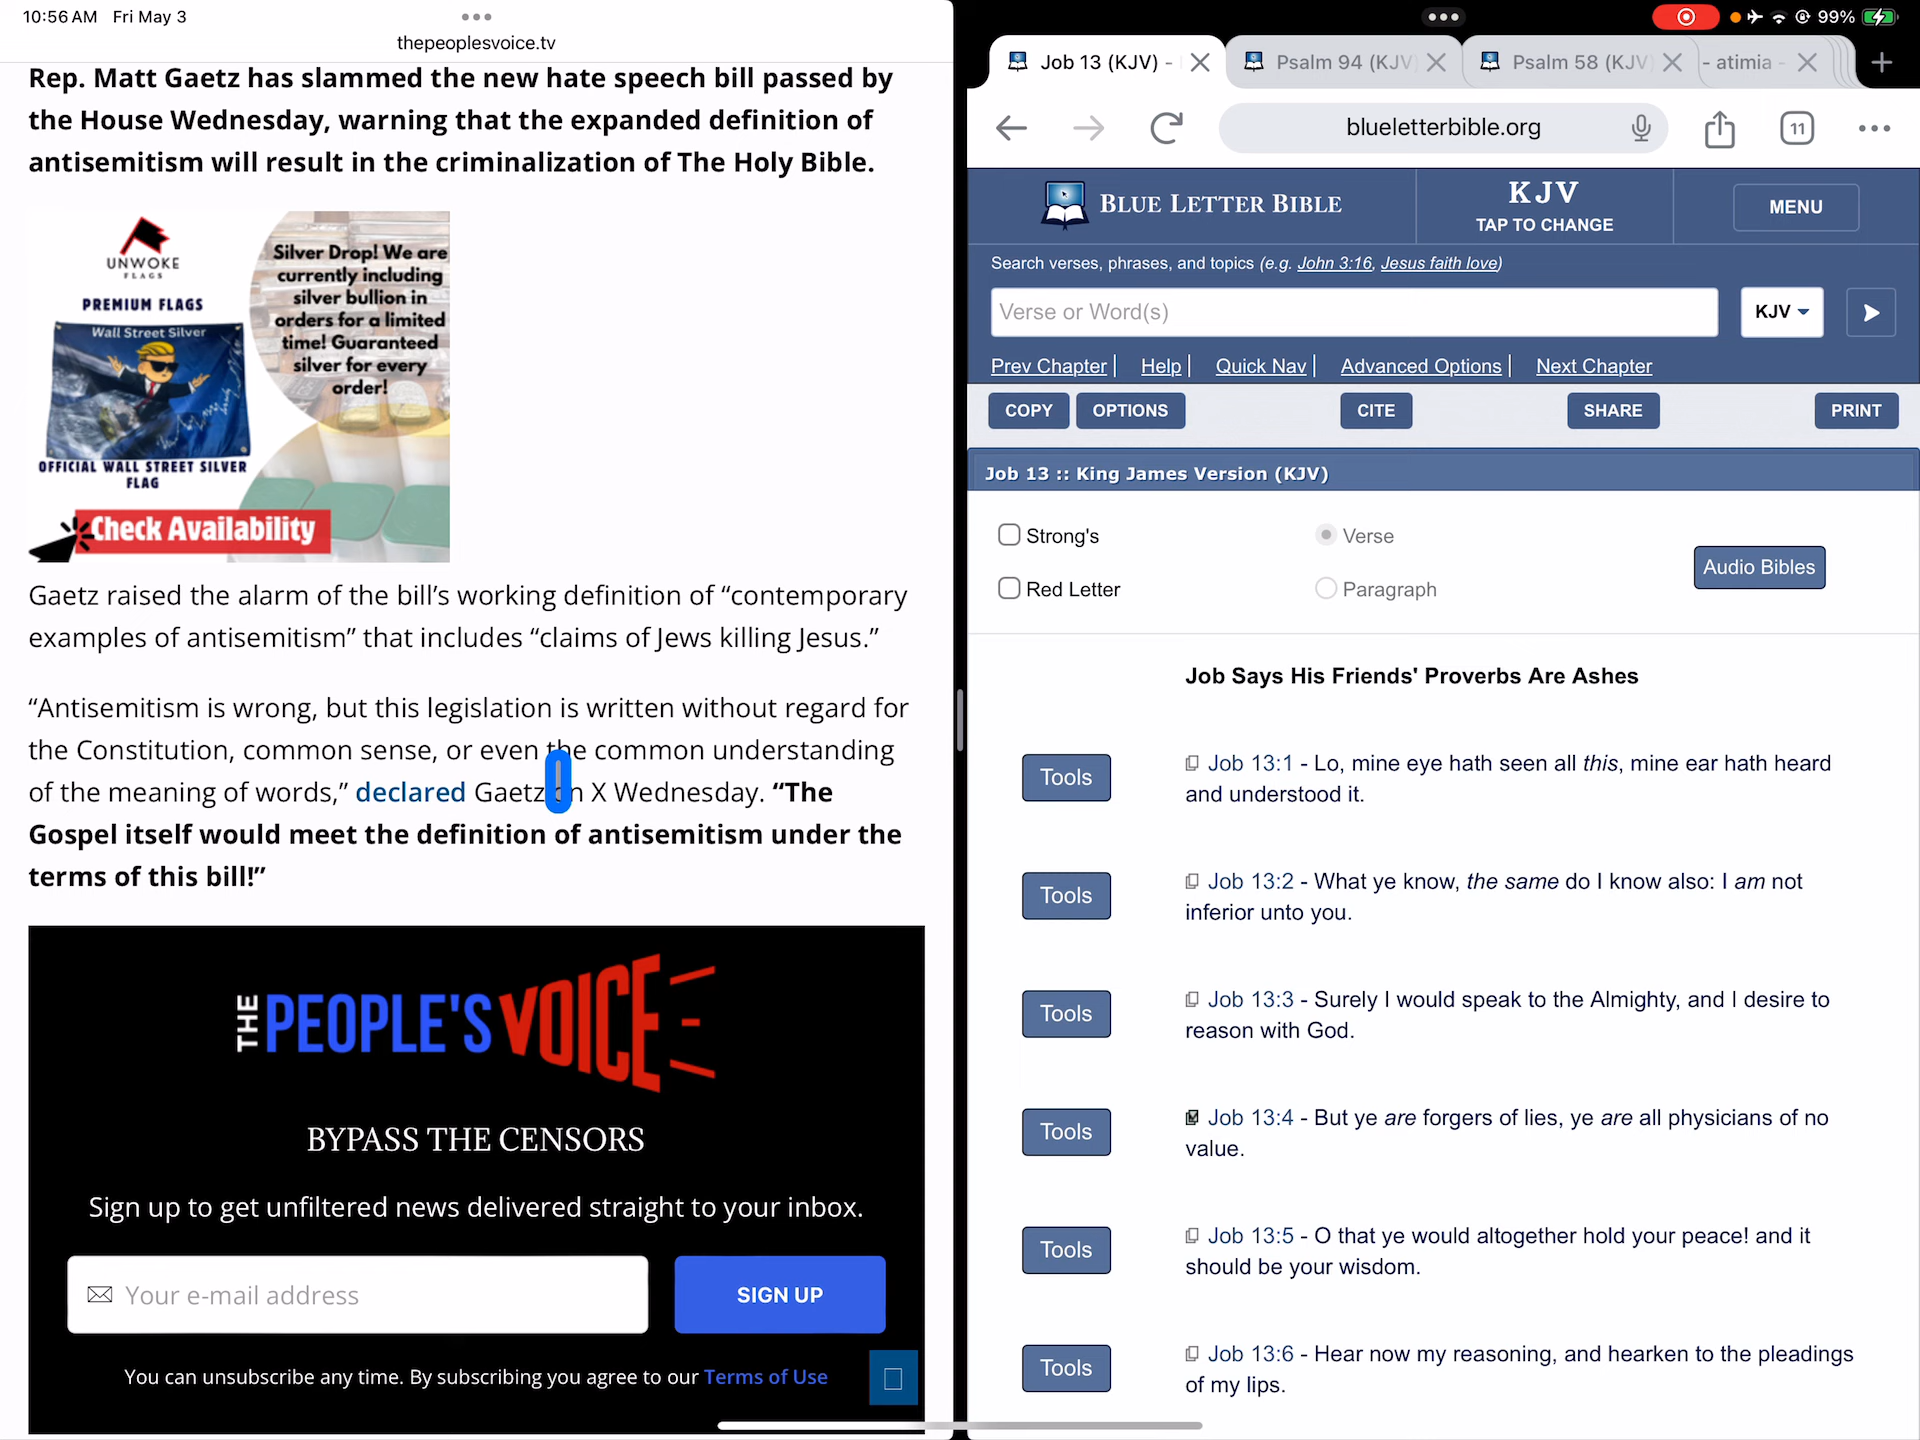 10:56 AM Fri May 3
thepeoplesvoice.tv
Rep. Matt Gaetz has slammed the new hate speech bill passed by
the House Wednesday, warning that the expanded definition of
antisemitism will result in the criminalization of The Holy Bible.
UNWOKE
FLAGS
PREMIUM FLAGS
Wall Street Silver
OFFICIAL WALL STREET SILVER
FLAG
Silver Drop! We are
currently including
silver bullion in
orders for a limited
time! Guaranteed
silver for every
order!
Check Availability
Gaetz raised the alarm of the bill’s working definition of “contemporary
examples of antisemitism” that includes “claims of Jews killing Jesus.”
“Antisemitism is wrong, but this legislation is written without regard for
the Constitution, common sense, or even the common understanding
of the meaning of words,” declared Gaetz on X Wednesday. “The
Gospel itself would meet the definition of antisemitism under the
terms of this bill!”
THE PEOPLE'S VOICE
BYPASS THE CENSORS
Sign up to get unfiltered news delivered straight to your inbox.
Your e-mail address
SIGN UP
You can unsubscribe any time. By subscribing you agree to our Terms of Use
99%
Job 13 (KJV) -
Psalm 94 (KJV)
Psalm 58 (KJV
- atimia -
blueletterbible.org
11
BLUE LETTER BIBLE
KJV
TAP TO CHANGE
MENU
Search verses, phrases, and topics (e.g. John 3:16, Jesus faith love)
Verse or Word(s)
KJV
Prev Chapter | Help | Quick Nav | Advanced Options | Next Chapter
COPY OPTIONS CITE SHARE PRINT
Job 13 :: King James Version (KJV)
Strong's
Verse
Red Letter
Paragraph
Audio Bibles
Job Says His Friends' Proverbs Are Ashes
Tools
Job 13:1 - Lo, mine eye hath seen all this, mine ear hath heard
and understood it.
Tools
Job 13:2 - What ye know, the same do I know also: I am not
inferior unto you.
Tools
Job 13:3 - Surely I would speak to the Almighty, and I desire to
reason with God.
Tools
Job 13:4 - But ye are forgers of lies, ye are all physicians of no
value.
Tools
Job 13:5 - O that ye would altogether hold your peace! and it
should be your wisdom.
Tools
Job 13:6 - Hear now my reasoning, and hearken to the pleadings
of my lips.